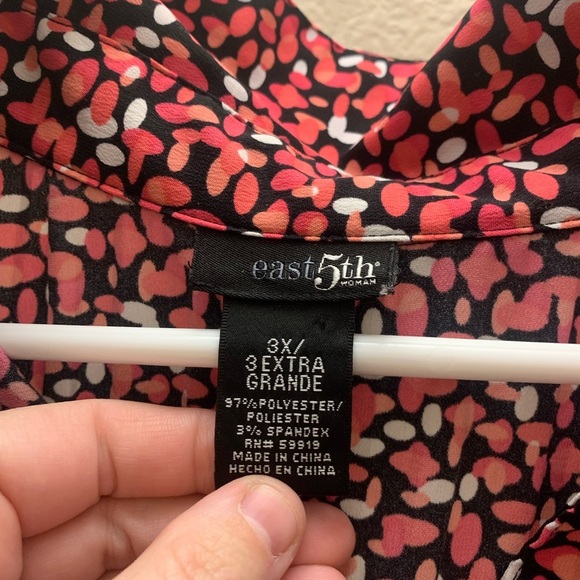 east5th®
WOMAN
3X/
3 EXTRA
GRANDE
97%POLYESTER/
POLIESTER
3% SPANDEX
RN# 59919
MADE IN CHINA
HECHO EN CHINA